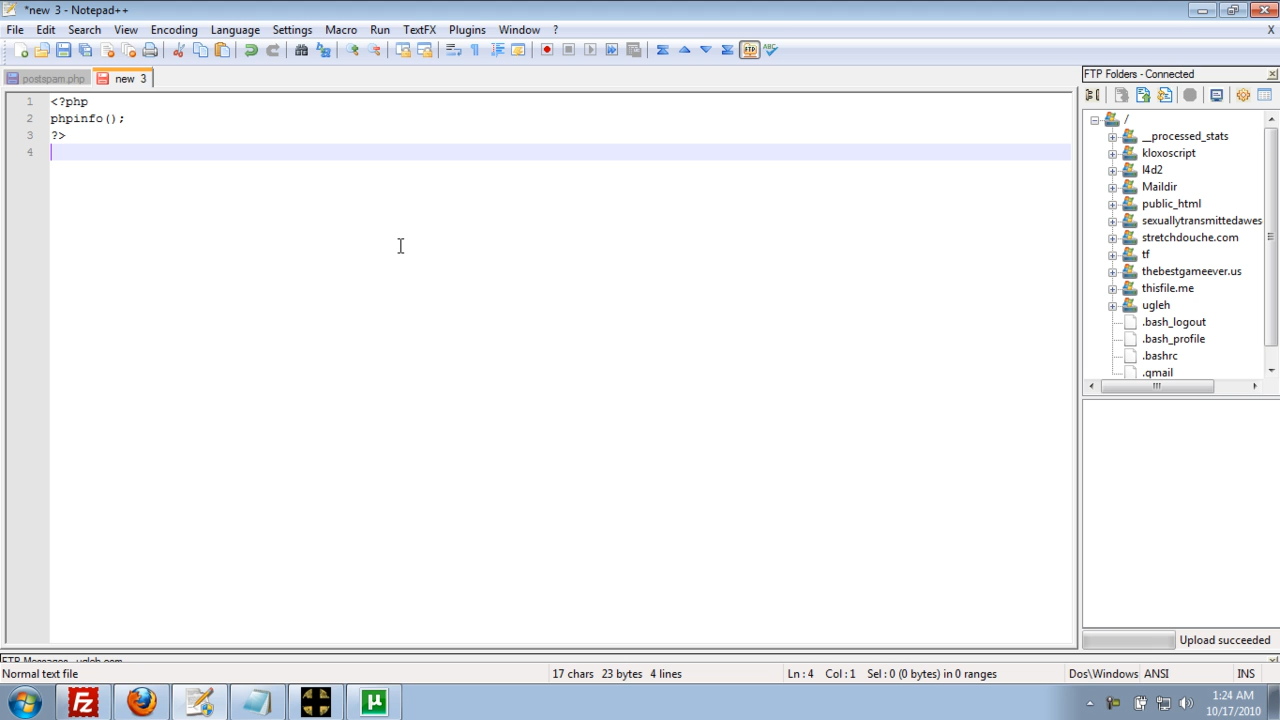 *new 3 - Notepad++
File Edit Search View Encoding Language Settings Macro Run TextFX Plugins Window ? X
postspam.php new 3
1 <?php
2 phpinfo();
3 ?>
4
FTP Folders - Connected
/
__processed_stats
kloxoscript
l4d2
Maildir
public_html
sexuallytransmittedawes
stretchdouche.com
tf
thebestgameever.us
thisfile.me
ugleh
.bash_logout
.bash_profile
.bashrc
.qmail
Upload succeeded
FTP Messages - ugleh.com
Normal text file 17 chars 23 bytes 4 lines Ln : 4 Col : 1 Sel : 0 (0 bytes) in 0 ranges Dos\Windows ANSI INS
1:24 AM
10/17/2010